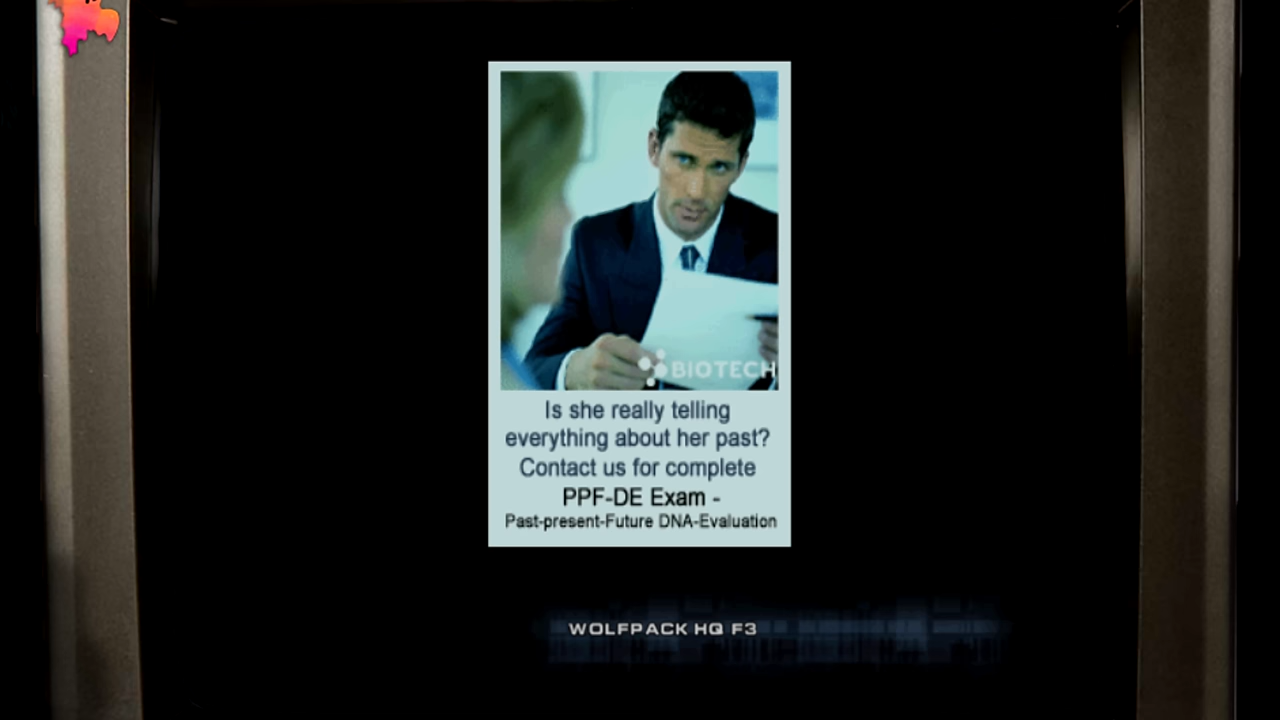 BIOTECH
Is she really telling
everything about her past?
Contact us for complete
PPF-DE Exam -
Past-present-Future DNA-Evaluation
WOLFPACK HQ F3